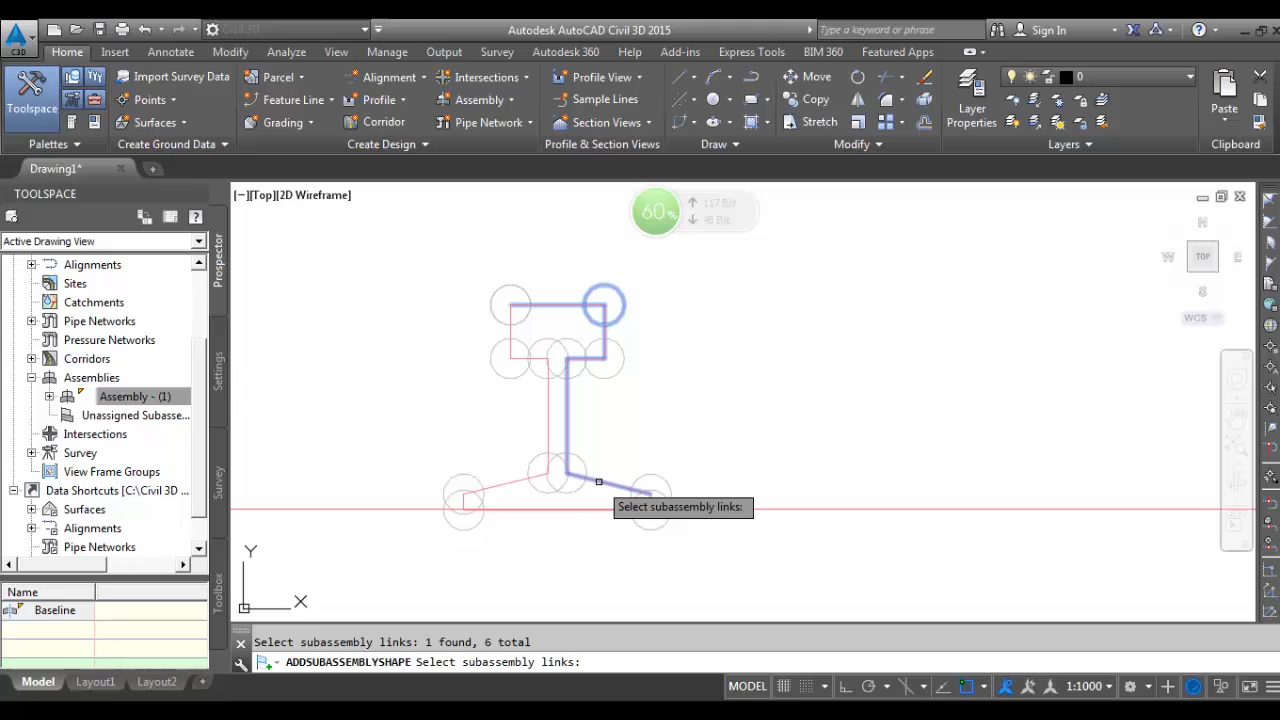 Civil 3D
Autodesk AutoCAD Civil 3D 2015
Type a keyword or phrase
Sign In
C3D
Home Insert Annotate Modify Analyze View Manage Output Survey Autodesk 360 Help Add-ins Express Tools BIM 360 Featured Apps
Toolspace
Import Survey Data
Points
Surfaces
Parcel
Feature Line
Grading
Alignment
Profile
Corridor
Intersections
Assembly
Pipe Network
Profile View
Sample Lines
Section Views
Move
Copy
Stretch
Layer
Properties
0
Paste
Palettes Create Ground Data Create Design Profile & Section Views Draw Modify Layers Clipboard
Drawing1*
TOOLSPACE
Active Drawing View
Alignments
Sites
Catchments
Pipe Networks
Pressure Networks
Corridors
Assemblies
Assembly - (1)
Unassigned Subasse...
Intersections
Survey
View Frame Groups
Data Shortcuts [C:\Civil 3D ...
Surfaces
Alignments
Pipe Networks
Name
Baseline
Prospector
Settings
Survey
Toolbox
[−][Top][2D Wireframe]
60%
117 B/s
48 B/s
N
W TOP E
S
WCS
Select subassembly links:
Y
X
Select subassembly links: 1 found, 6 total
ADDSUBASSEMBLYSHAPE Select subassembly links:
Model Layout1 Layout2
MODEL
1:1000